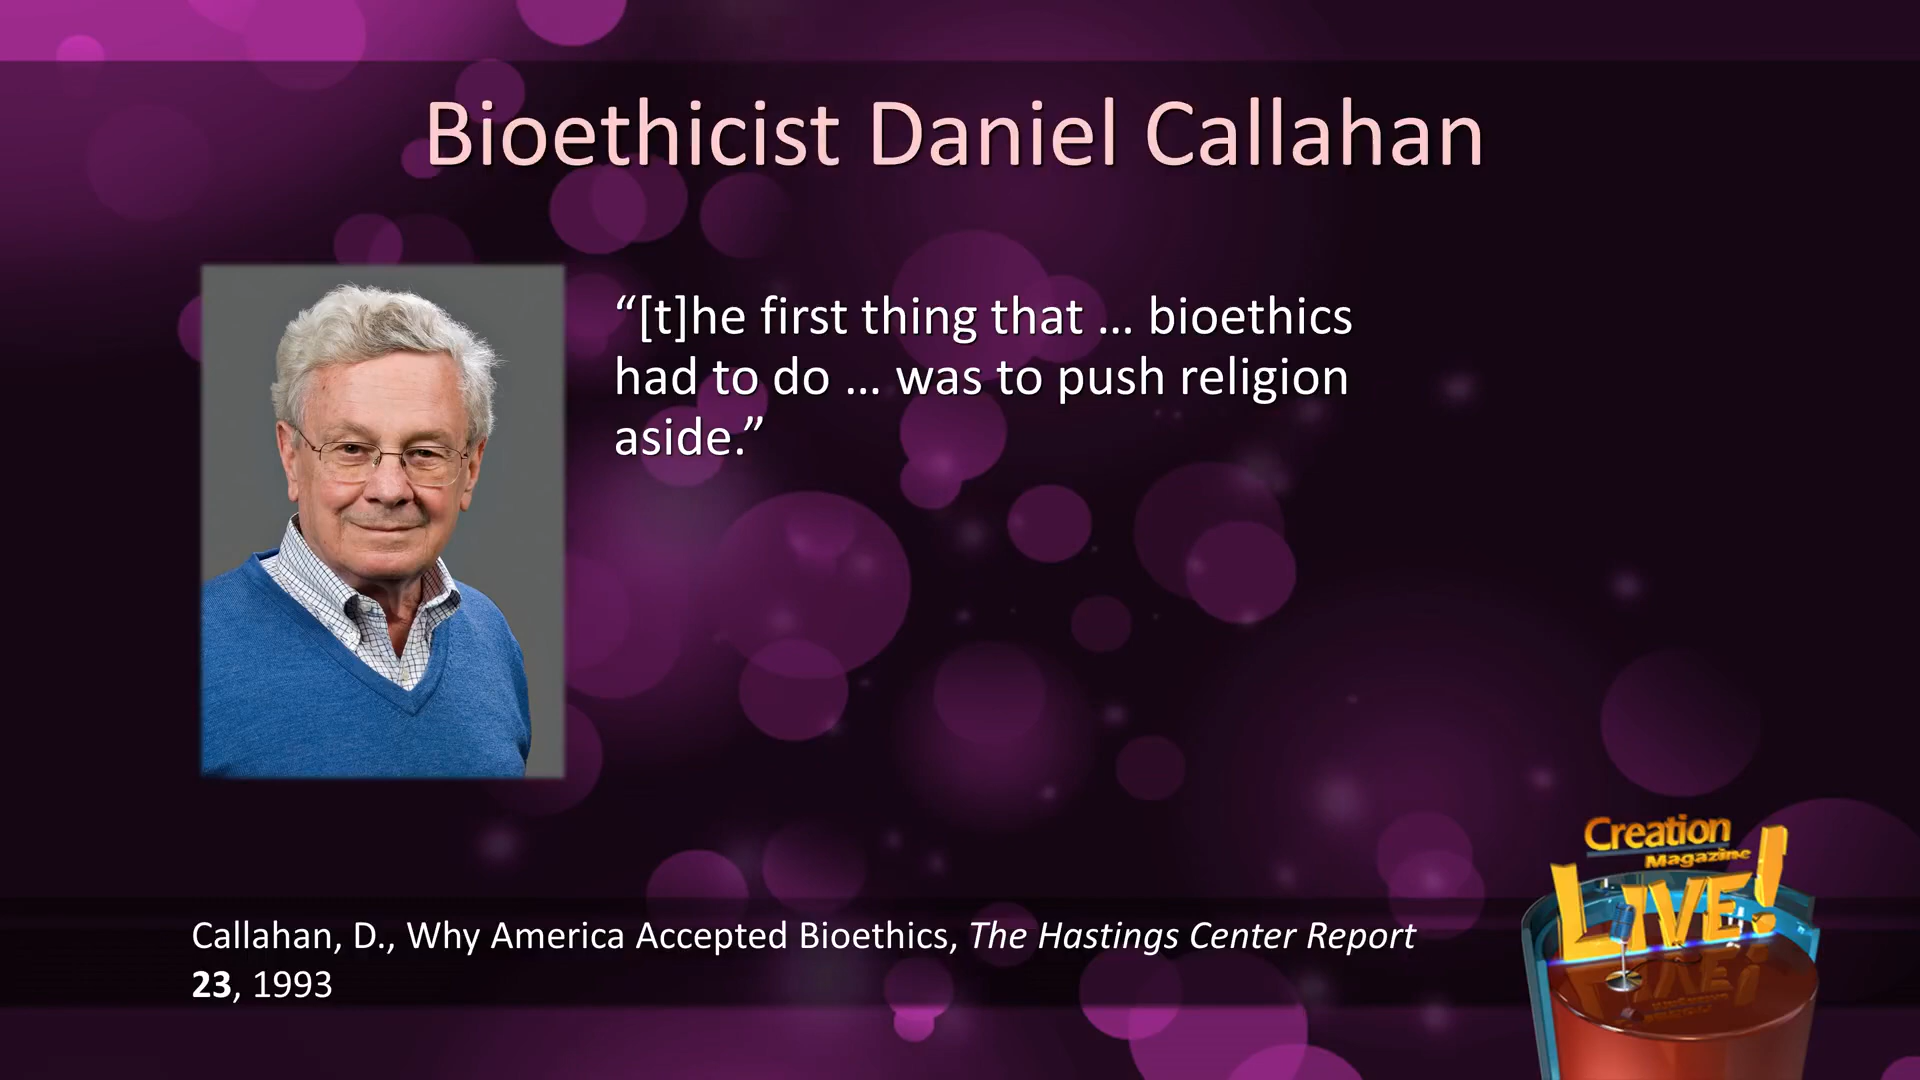 Bioethicist Daniel Callahan
“[t]he first thing that … bioethics
had to do … was to push religion
aside.”
Callahan, D., Why America Accepted Bioethics, The Hastings Center Report
23, 1993
Creation
Magazine
LIVE!